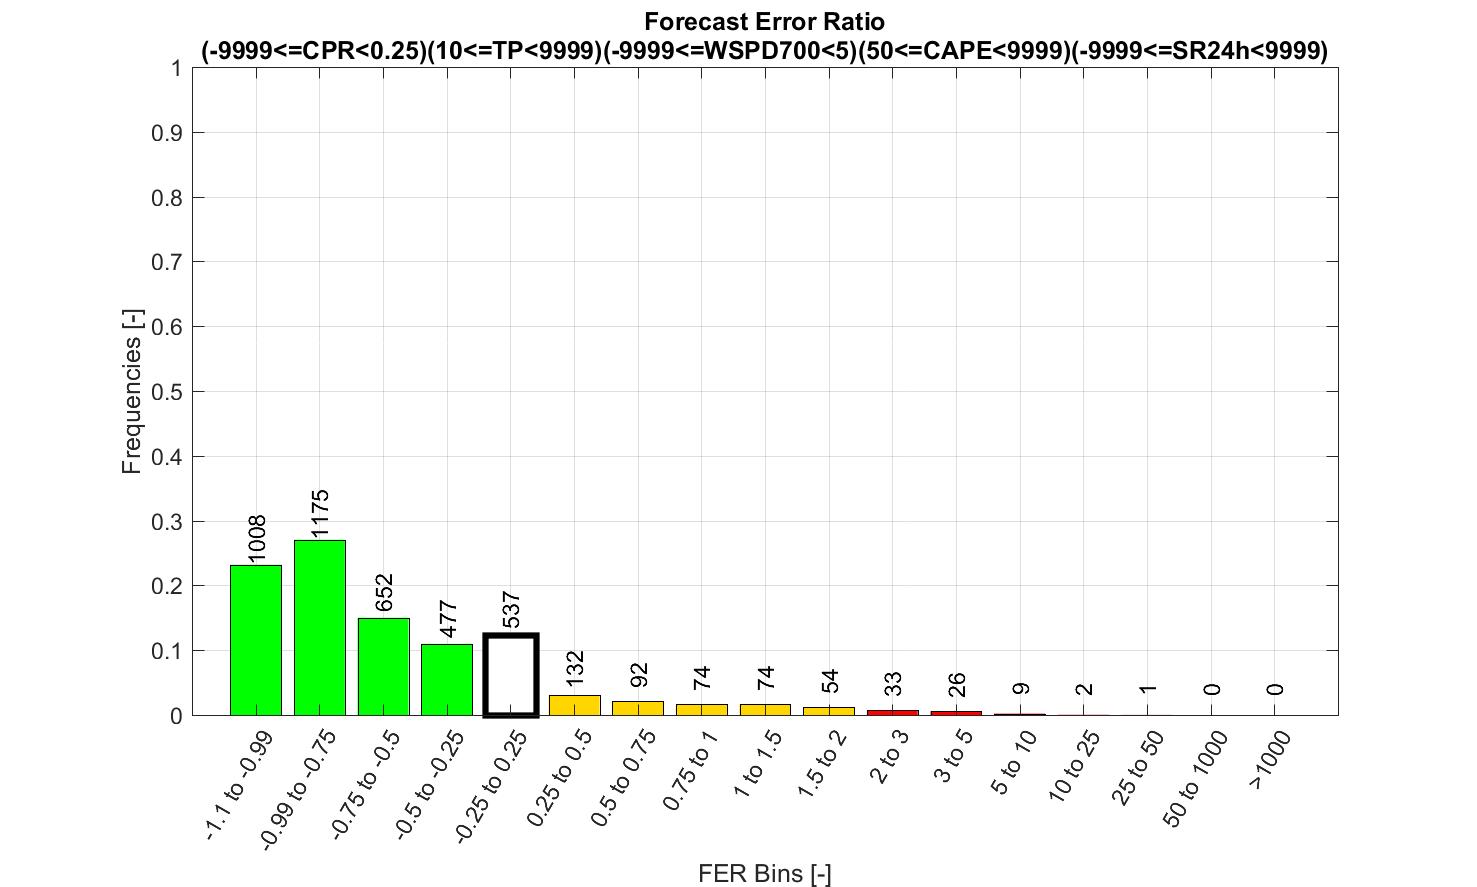 Forecast Error Ratio
(-9999<=CPR<0.25)(10<=TP<9999)(-9999<=WSPD700<5)(50<=CAPE<9999)(-9999<=SR24h<9999)
1
0.9
0.8
0.7
0.6
0.5
0.4
0.3
0.2
0.1
0
Frequencies [-]
1008
1175
652
477
537
132
92
74
74
54
33
26
9
2
1
0
0
-1.1 to -0.99
-0.99 to -0.75
-0.75 to -0.5
-0.5 to -0.25
-0.25 to 0.25
0.25 to 0.5
0.5 to 0.75
0.75 to 1
1 to 1.5
1.5 to 2
2 to 3
3 to 5
5 to 10
10 to 25
25 to 50
50 to 1000
>1000
FER Bins [-]